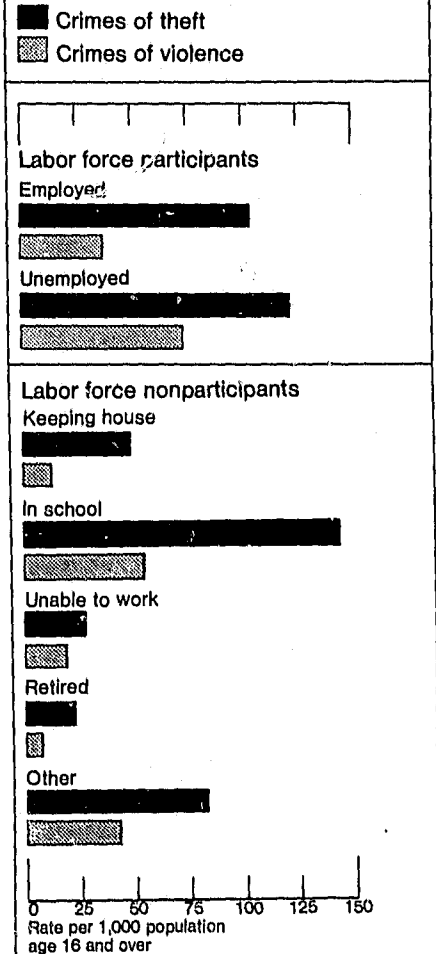 Crimes of theft
Crimes of violence
Labor force participants
Employed
Unemployed
Labor force nonparticipants
Keeping house
In school
Unable to work
Retired
Other
0 25 50 75 100 125 150
Rate per 1,000 population
age 16 and over